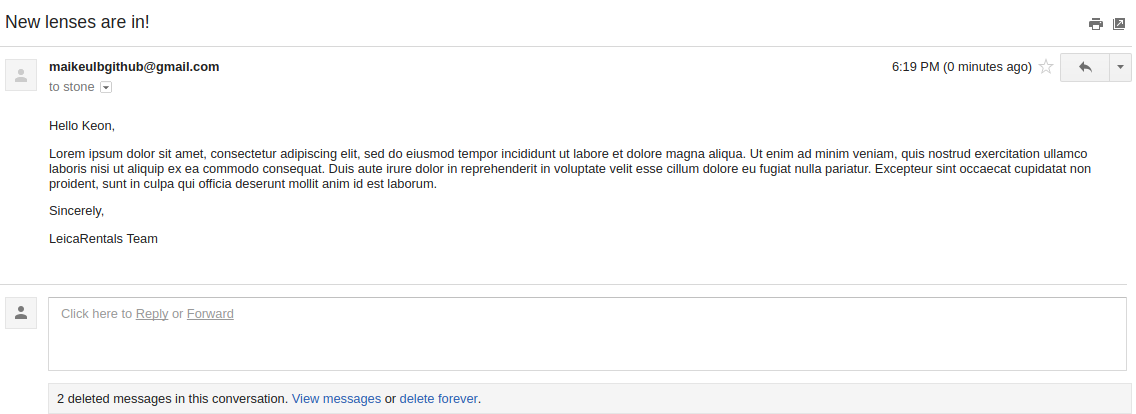 New lenses are in!
maikeulbgithub@gmail.com
6:19 PM (0 minutes ago)
to stone
Hello Keon,
Lorem ipsum dolor sit amet, consectetur adipiscing elit, sed do eiusmod tempor incididunt ut labore et dolore magna aliqua. Ut enim ad minim veniam, quis nostrud exercitation ullamco
laboris nisi ut aliquip ex ea commodo consequat. Duis aute irure dolor in reprehenderit in voluptate velit esse cillum dolore eu fugiat nulla pariatur. Excepteur sint occaecat cupidatat non
proident, sunt in culpa qui officia deserunt mollit anim id est laborum.
Sincerely,
LeicaRentals Team
Click here to Reply or Forward
2 deleted messages in this conversation. View messages or delete forever.